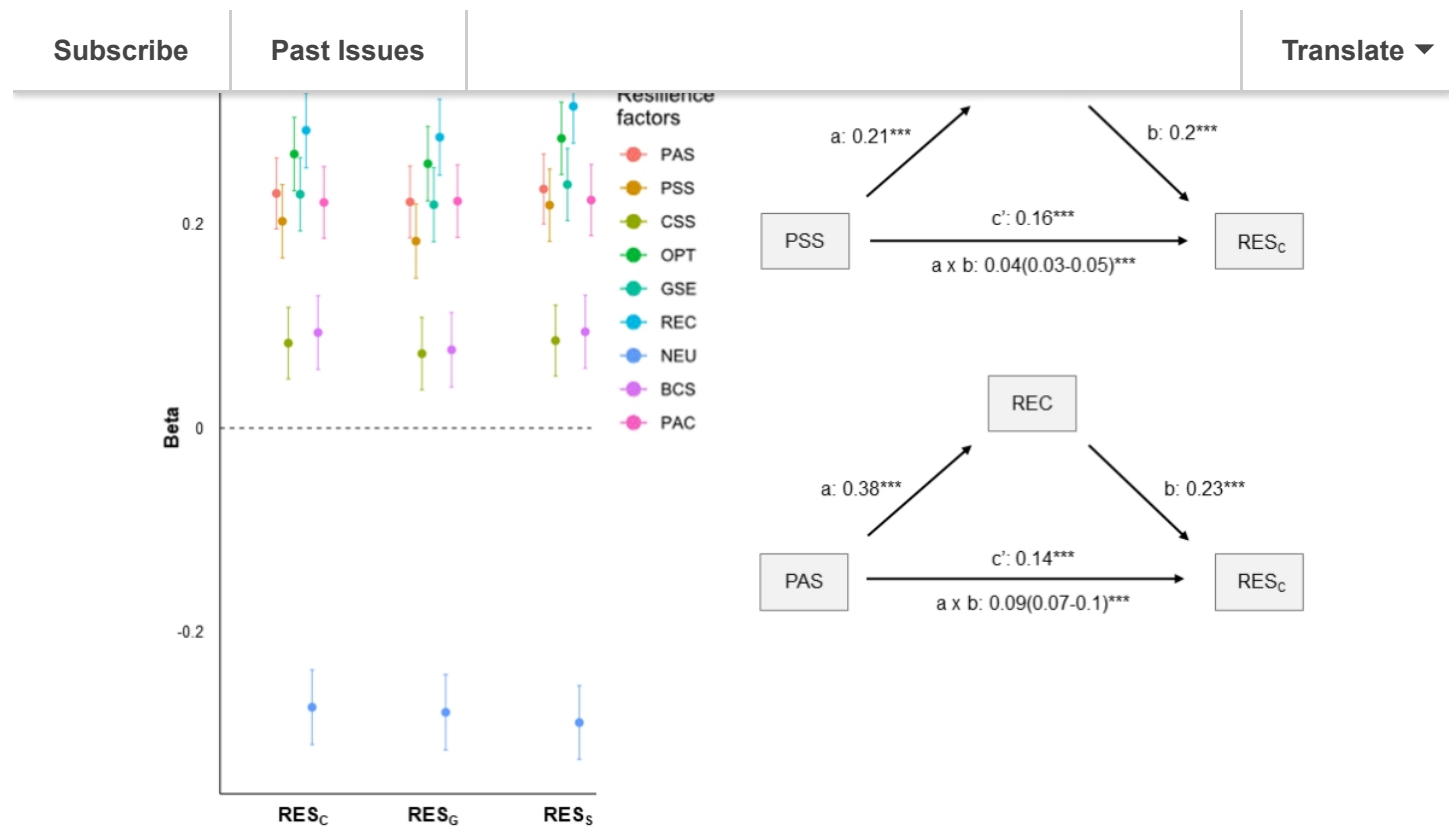 Subscribe
Past Issues
Translate
Resilience
factors
PAS
PSS
CSS
OPT
GSE
REC
NEU
BCS
PAC
0.2
0
-0.2
Beta
RESC
RESG
RESS
a: 0.21***
b: 0.2***
PSS
c’: 0.16***
a x b: 0.04(0.03-0.05)***
RESC
REC
a: 0.38***
b: 0.23***
PAS
c’: 0.14***
a x b: 0.09(0.07-0.1)***
RESC